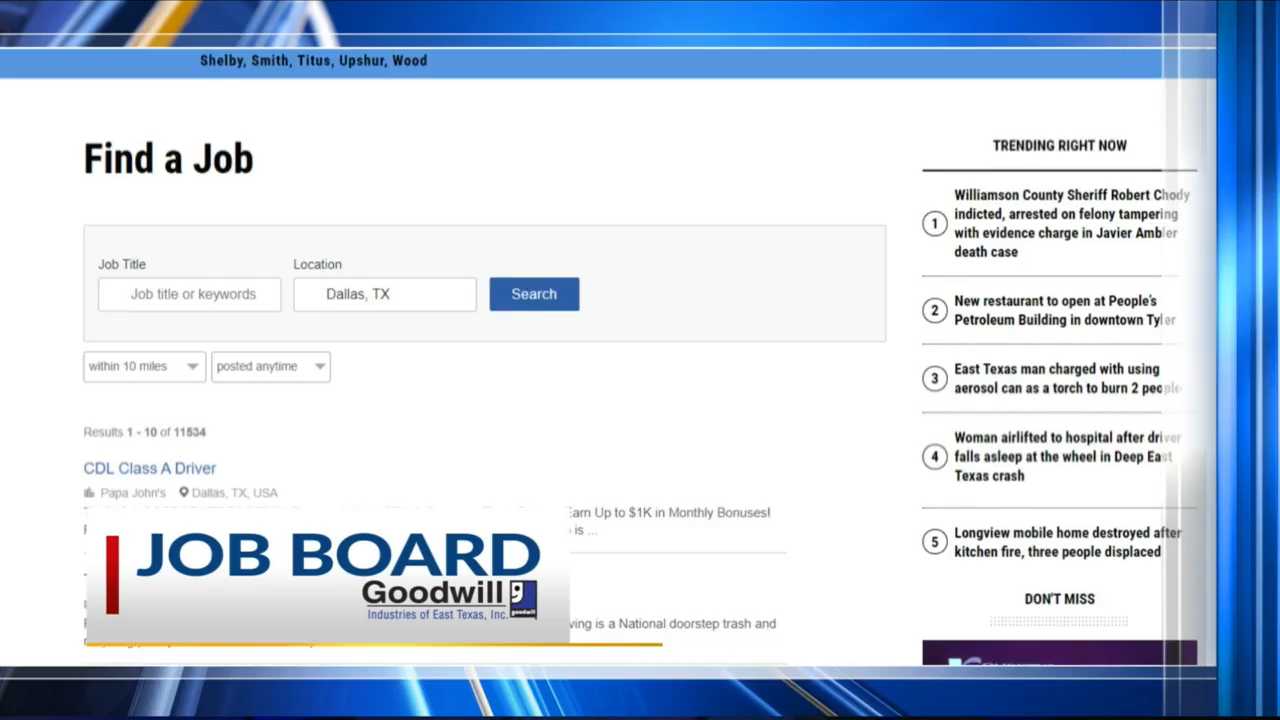 Shelby, Smith, Titus, Upshur, Wood
Find a Job
Job Title
Location
Job title or keywords
Dallas, TX
Search
within 10 miles
posted anytime
Results 1 - 10 of 11534
CDL Class A Driver
Papa John's
Dallas, TX, USA
Earn Up to $1K in Monthly Bonuses!
is ...
ving is a National doorstep trash and
JOB BOARD
Goodwill
Industries of East Texas, Inc.
goodwill
TRENDING RIGHT NOW
1
Williamson County Sheriff Robert Chody
indicted, arrested on felony tampering
with evidence charge in Javier Ambler
death case
2
New restaurant to open at People's
Petroleum Building in downtown Tyler
3
East Texas man charged with using
aerosol can as a torch to burn 2 people
4
Woman airlifted to hospital after driver
falls asleep at the wheel in Deep East
Texas crash
5
Longview mobile home destroyed after
kitchen fire, three people displaced
DON'T MISS